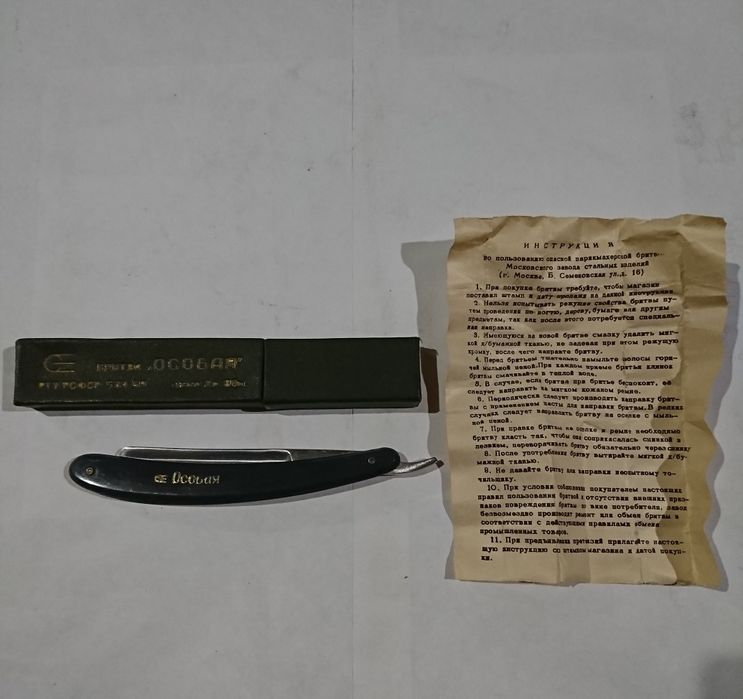 БРИТВА „ОСОБАЯ"
РТУ РСФСР
Особая
ИНСТРУКЦИЯ
по пользованию опасной парикмахерской бритвой
Московского завода стальных изделий
(г. Москва, Б. Семеновская ул., д. 16)
1. При покупке бритвы требуйте, чтобы магазин
поставил штамп и дату продажи на данной инструкции.
2. Нельзя испытывать режущие свойства бритвы пу-
тем проведения по ногтю, дереву, бумаге или другим
предметам, так как после этого потребуется специаль-
ная направка.
3. Имеющуюся на новой бритве смазку удалить мяг-
кой х/бумажной тканью, не задевая при этом режущую
кромку, после чего направьте бритву.
4. Перед бритьем тщательно намыльте волосы горя-
чей мыльной пеной. При каждом приеме бритья клинок
бритвы смачивайте в теплой воде.
5. В случае, если бритва при бритье беспокоит, её
следует направить на мягком кожаном ремне.
6. Периодически следует производить направку брит-
вы с применением пасты для направки бритвы. В редких
случаях следует направлять бритву на оселке с мыль-
ной пеной.
7. При правке бритвы на оселке и ремне необходимо
бритву класть так, чтобы она соприкасалась спинкой и
лезвием, переворачивать бритву обязательно через спинку
8. После употребления бритву вытирайте мягкой х/бу-
мажной тканью.
9. Не давайте бритву для направки неопытному то-
чильщику.
10. При условии соблюдения покупателем настоящих
правил пользования бритвой и отсутствия внешних приз-
наков повреждения бритвы по вине потребителя, завод
безвозмездно производит ремонт или обмен бритвы в
соответствии с действующими правилами обмена
промышленных товаров.
11. При предъявлении претензий прилагайте настоя-
щую инструкцию со штампом магазина и датой покуп-
ки.